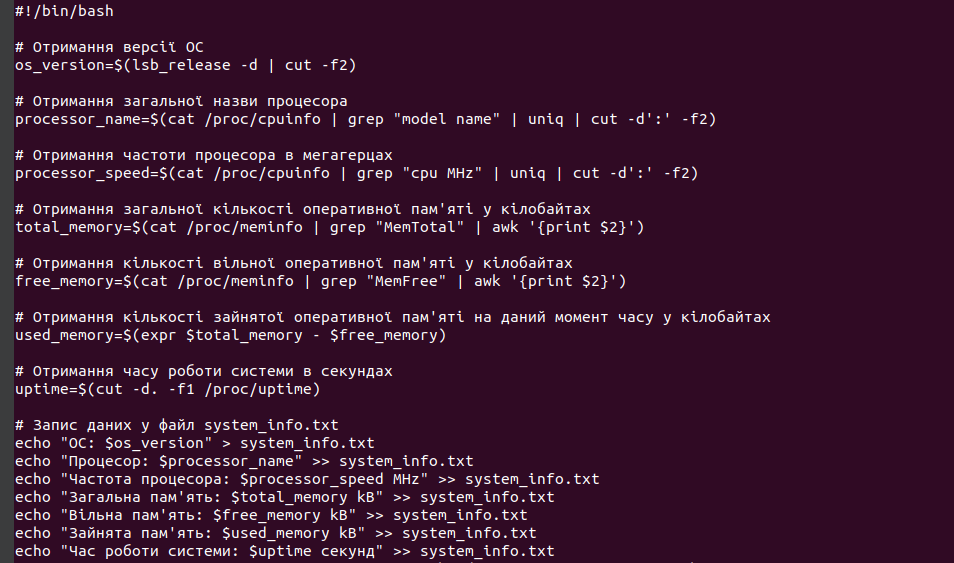 #!/bin/bash
# Отримання версії ОС
os_version=$(lsb_release -d | cut -f2)
# Отримання загальної назви процесора
processor_name=$(cat /proc/cpuinfo | grep "model name" | uniq | cut -d':' -f2)
# Отримання частоти процесора в мегагерцах
processor_speed=$(cat /proc/cpuinfo | grep "cpu MHz" | uniq | cut -d':' -f2)
# Отримання загальної кількості оперативної пам'яті у кілобайтах
total_memory=$(cat /proc/meminfo | grep "MemTotal" | awk '{print $2}')
# Отримання кількості вільної оперативної пам'яті у кілобайтах
free_memory=$(cat /proc/meminfo | grep "MemFree" | awk '{print $2}')
# Отримання кількості зайнятої оперативної пам'яті на даний момент часу у кілобайтах
used_memory=$(expr $total_memory - $free_memory)
# Отримання часу роботи системи в секундах
uptime=$(cut -d. -f1 /proc/uptime)
# Запис даних у файл system_info.txt
echo "ОС: $os_version" > system_info.txt
echo "Процесор: $processor_name" >> system_info.txt
echo "Частота процесора: $processor_speed MHz" >> system_info.txt
echo "Загальна пам'ять: $total_memory kB" >> system_info.txt
echo "Вільна пам'ять: $free_memory kB" >> system_info.txt
echo "Зайнята пам'ять: $used_memory kB" >> system_info.txt
echo "Час роботи системи: $uptime секунд" >> system_info.txt